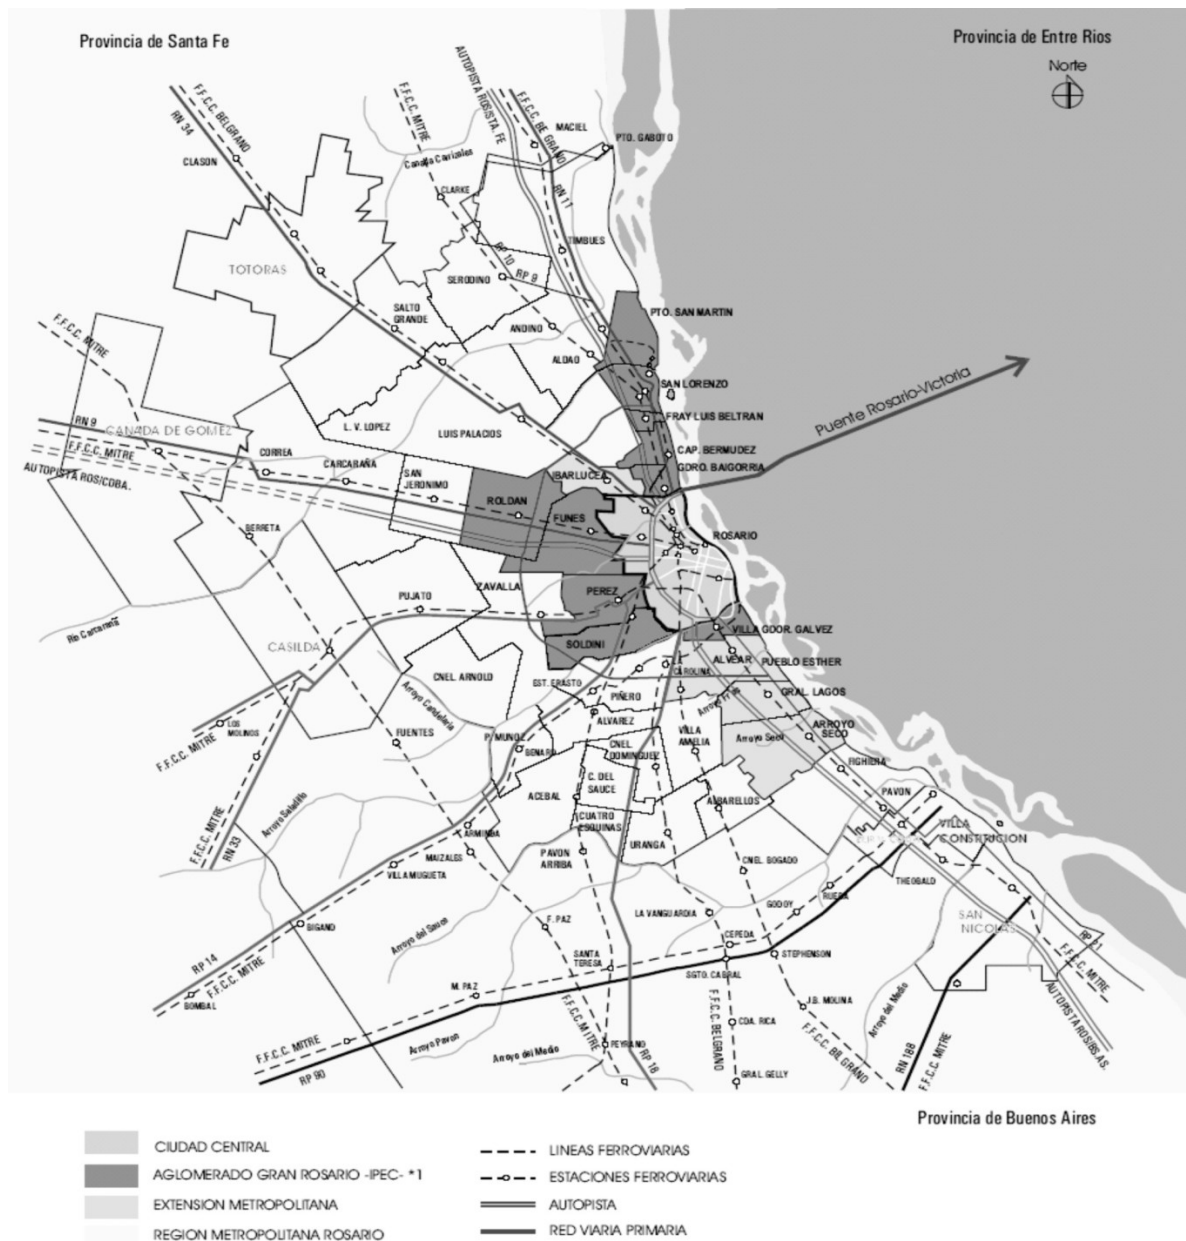 Provincia de Santa Fe
Provincia de Entre Rios
Norte
AUTOPISTA ROS/STA. FE
F.F.C.C. BELGRANO
RN 34
CLASON
F.F.C.C. MITRE
MACIEL
PTO. GABOTO
Canada Carrizales
CLARKE
RN 11
TIMBUES
RP 10
RP 9
TOTORAS
SERODINO
SALTO
GRANDE
ANDINO
ALDAO
PTO. SAN MARTIN
F.F.C.C. MITRE
SAN LORENZO
FRAY LUIS BELTRAN
Puente Rosario-Victoria
L. V. LOPEZ
LUIS PALACIOS
CAP. BERMUDEZ
GDRO. BAIGORRIA
RN 9
CANADA DE GOMEZ
F.F.C.C. MITRE
AUTOPISTA ROS/COBA.
CORREA
CARCARAÑA
SAN
JERONIMO
IBARLUCEA
ROLDAN
FUNES
ROSARIO
BERRETA
ZAVALLA
PEREZ
PUJATO
SOLDINI
VILLA GDOR. GALVEZ
CASILDA
ALVEAR
PUEBLO ESTHER
CNEL. ARNOLD
EST. ERASTO
LA
CAROLINA
PIÑERO
GRAL. LAGOS
Arroyo Candelaria
ALVAREZ
ARROYO
SECO
Arroyo Seco
LOS
MOLINOS
F.F.C.C. MITRE
FUENTES
P. MUÑOZ
BENARD
CNEL.
DOMINGUEZ
VILLA
AMELIA
FIGHIERA
ACEBAL
C. DEL
SAUCE
ALBARELLOS
PAVON
Arroyo Saladillo
F.F.C.C. MITRE
RN 33
ARMINDA
CUATRO
ESQUINAS
URANGA
VILLA
CONSTITUCION
MAIZALES
PAVON
ARRIBA
VILLA MUGUETA
CNEL. BOGADO
THEOBALD
RUEDA
GODOY
LA VANGUARDIA
BIGAND
F. PAZ
Arroyo del Sauce
SAN
NICOLAS
CEPEDA
SANTA
TERESA
STEPHENSON
SGTO. CABRAL
RP 14
F.F.C.C. MITRE
BOMBAL
M. PAZ
RP 21
F.F.C.C. MITRE
J.B. MOLINA
Arroyo del Medio
CDA. RICA
F.F.C.C. BELGRANO
AUTOPISTA ROS/BS.AS.
F.F.C.C. MITRE
RP 90
Arroyo Pavon
Arroyo del Medio
F.F.C.C. MITRE
PEYRANO
RP 18
GRAL. GELLY
RN 188
F.F.C.C. MITRE
Provincia de Buenos Aires
CIUDAD CENTRAL
AGLOMERADO GRAN ROSARIO -IPEC- *1
EXTENSION METROPOLITANA
REGION METROPOLITANA ROSARIO
LINEAS FERROVIARIAS
ESTACIONES FERROVIARIAS
AUTOPISTA
RED VIARIA PRIMARIA